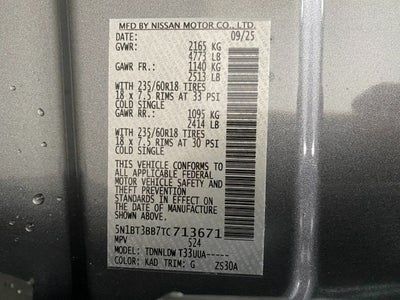 MFD BY NISSAN MOTOR CO., LTD.
DATE: 09/25
GVWR: 2165 KG
4773 LB
GAWR FR.: 1140 KG
2513 LB
WITH 235/60R18 TIRES
18 x 7.5 RIMS AT 33 PSI
COLD SINGLE
GAWR RR.: 1095 KG
2414 LB
WITH 235/60R18 TIRES
18 x 7.5 RIMS AT 30 PSI
COLD SINGLE
THIS VEHICLE CONFORMS TO
ALL APPLICABLE FEDERAL
MOTOR VEHICLE SAFETY
AND THEFT PREVENTION
STANDARDS IN EFFECT ON
THE DATE OF MANUFACTURE
SHOWN ABOVE.
5N1BT3BB7TC713671
MPV 524
MODEL: TDNNLDWT33UUA-----
COLOR: KAD TRIM: G 2S30A